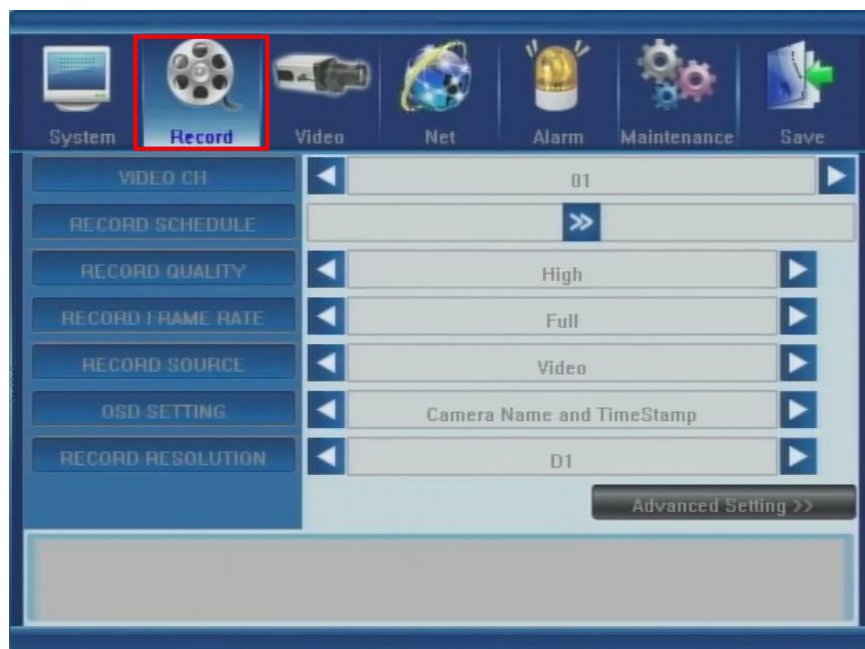 System Record Video Net Alarm Maintenance Save
VIDEO CH 01
RECORD SCHEDULE >>
RECORD QUALITY High
RECORD FRAME RATE Full
RECORD SOURCE Video
OSD SETTING Camera Name and TimeStamp
RECORD RESOLUTION D1
Advanced Setting >>